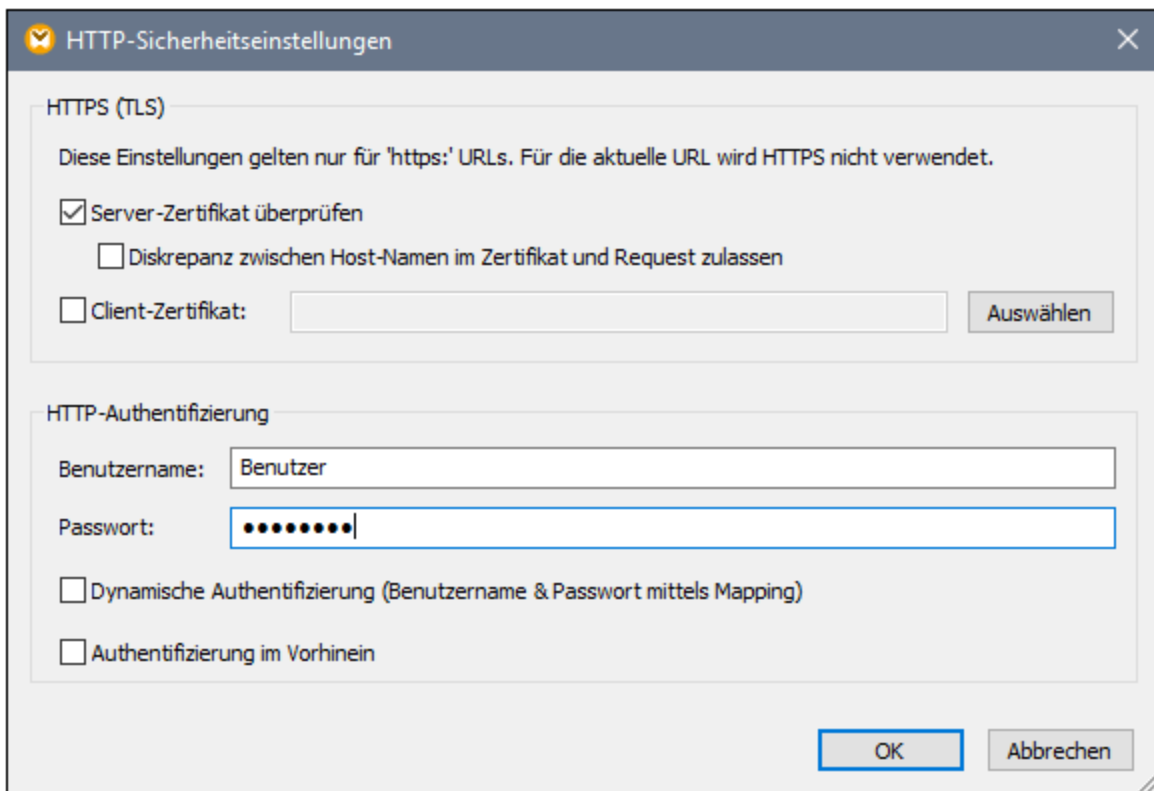 HTTP-Sicherheitseinstellungen
HTTPS (TLS)
Diese Einstellungen gelten nur für 'https:' URLs. Für die aktuelle URL wird HTTPS nicht verwendet.
Server-Zertifikat überprüfen
Diskrepanz zwischen Host-Namen im Zertifikat und Request zulassen
Client-Zertifikat: Auswählen
HTTP-Authentifizierung
Benutzername: Benutzer
Passwort: ••••••••
Dynamische Authentifizierung (Benutzername & Passwort mittels Mapping)
Authentifizierung im Vorhinein
OK Abbrechen